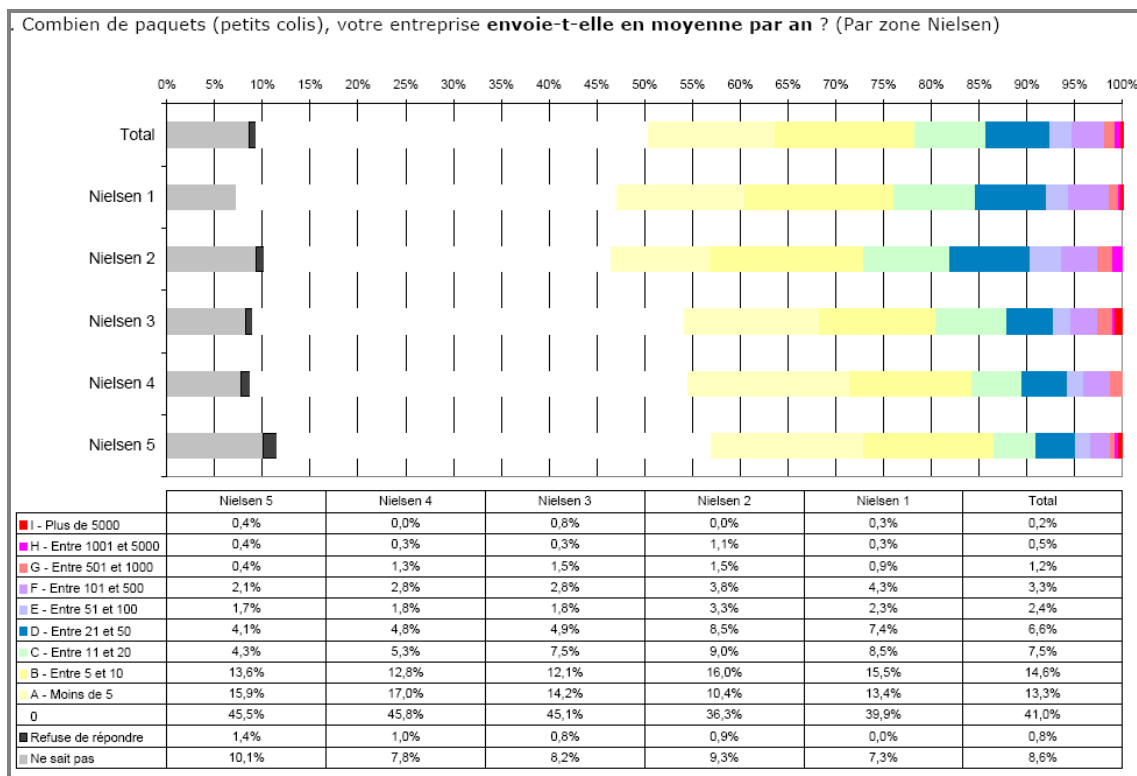 . Combien de paquets (petits colis), votre entreprise envoie-t-elle en moyenne par an ? (Par zone Nielsen)
0% 5% 10% 15% 20% 25% 30% 35% 40% 45% 50% 55% 60% 65% 70% 75% 80% 85% 90% 95% 100%
Total
Nielsen 1
Nielsen 2
Nielsen 3
Nielsen 4
Nielsen 5
Nielsen 5 Nielsen 4 Nielsen 3 Nielsen 2 Nielsen 1 Total
I - Plus de 5000 0,4% 0,0% 0,8% 0,0% 0,3% 0,2%
H - Entre 1001 et 5000 0,4% 0,3% 0,3% 1,1% 0,3% 0,5%
G - Entre 501 et 1000 0,4% 1,3% 1,5% 1,5% 0,9% 1,2%
F - Entre 101 et 500 2,1% 2,8% 2,8% 3,8% 4,3% 3,3%
E - Entre 51 et 100 1,7% 1,8% 1,8% 3,3% 2,3% 2,4%
D - Entre 21 et 50 4,1% 4,8% 4,9% 8,5% 7,4% 6,6%
C - Entre 11 et 20 4,3% 5,3% 7,5% 9,0% 8,5% 7,5%
B - Entre 5 et 10 13,6% 12,8% 12,1% 16,0% 15,5% 14,6%
A - Moins de 5 15,9% 17,0% 14,2% 10,4% 13,4% 13,3%
0 45,5% 45,8% 45,1% 36,3% 39,9% 41,0%
Refuse de répondre 1,4% 1,0% 0,8% 0,9% 0,0% 0,8%
Ne sait pas 10,1% 7,8% 8,2% 9,3% 7,3% 8,6%